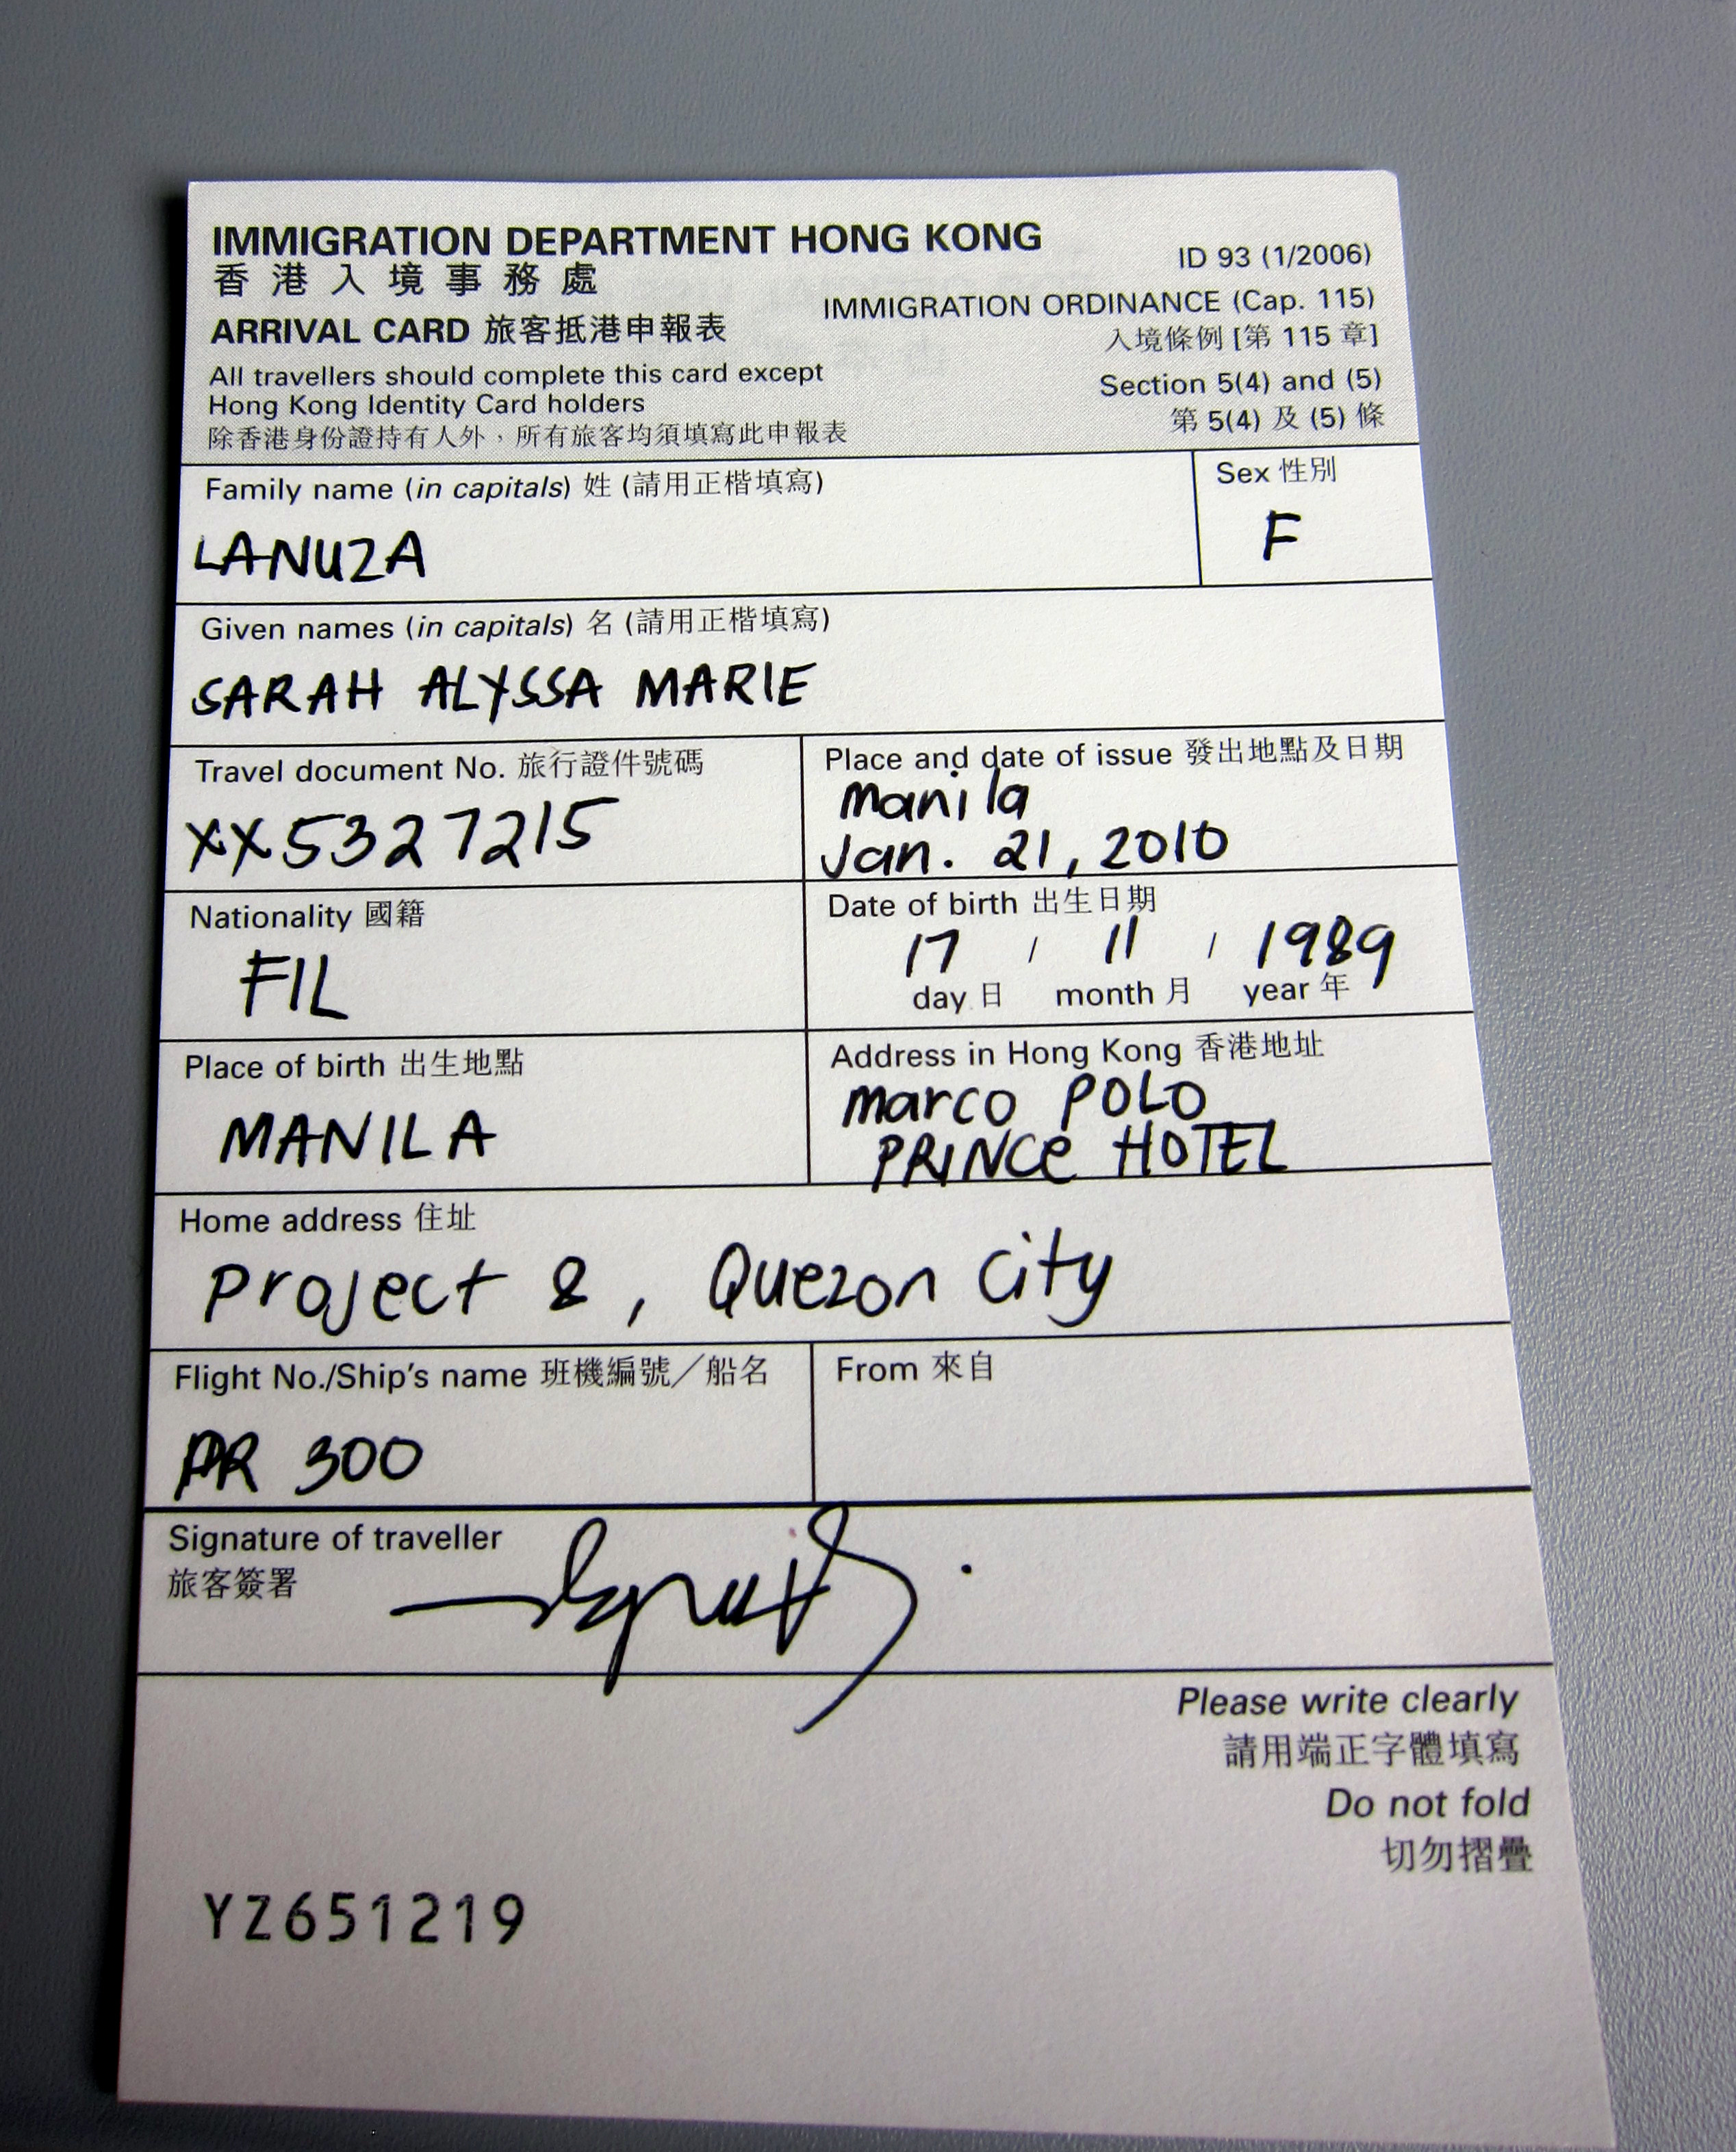 IMMIGRATION DEPARTMENT HONG KONG
香港入境事務處
ID 93 (1/2006)
ARRIVAL CARD 旅客抵港申報表
IMMIGRATION ORDINANCE (Cap. 115)
入境條例 [第 115 章]
All travellers should complete this card except
Hong Kong Identity Card holders
除香港身份證持有人外，所有旅客均須填寫此申報表
Section 5(4) and (5)
第 5(4) 及 (5) 條
Family name (in capitals) 姓 (請用正楷填寫)
LANUZA
Sex 性別
F
Given names (in capitals) 名 (請用正楷填寫)
SARAH ALYSSA MARIE
Travel document No. 旅行證件號碼
XX5327215
Place and date of issue 發出地點及日期
manila
Jan. 21, 2010
Nationality 國籍
FIL
Date of birth 出生日期
17 / 11 / 1989
day 日 month 月 year 年
Place of birth 出生地點
MANILA
Address in Hong Kong 香港地址
marco POLO
PRINCe HOTEL
Home address 住址
Project 8, Quezon City
Flight No./Ship's name 班機編號／船名
PR 300
From 來自
Signature of traveller
旅客簽署
Please write clearly
請用端正字體填寫
Do not fold
切勿摺疊
YZ651219